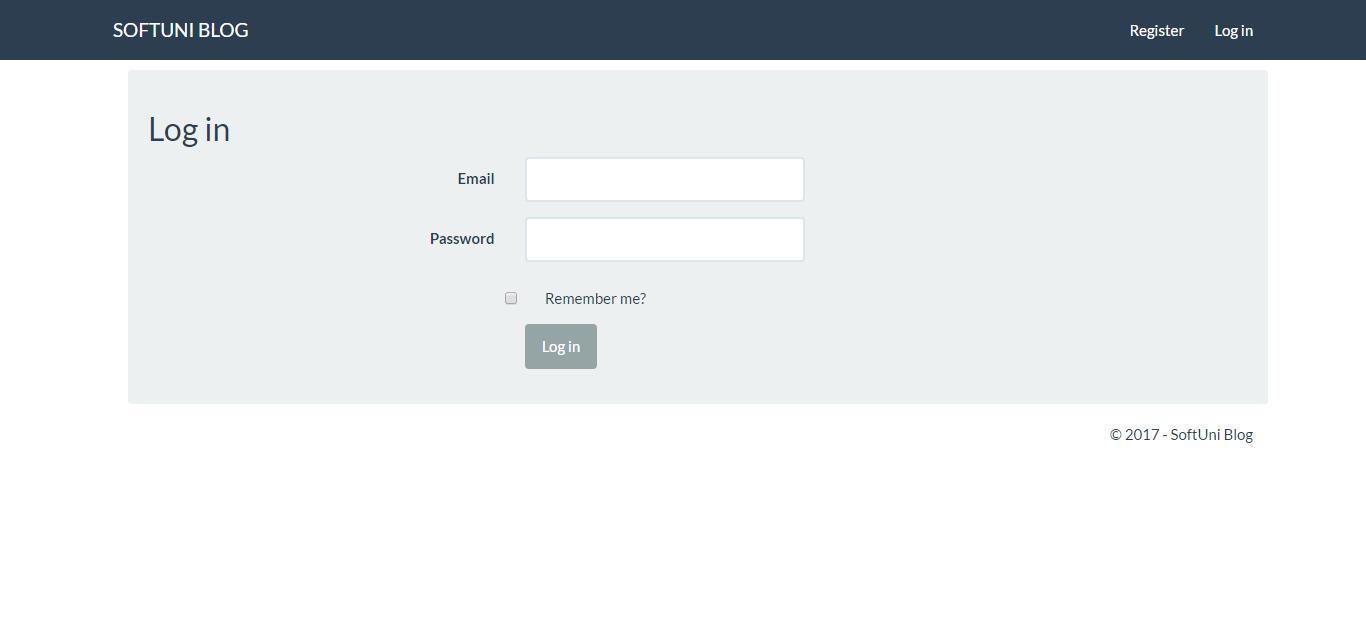 SOFTUNI BLOG
Register
Log in
Log in
Email
Password
Remember me?
Log in
© 2017 - SoftUni Blog